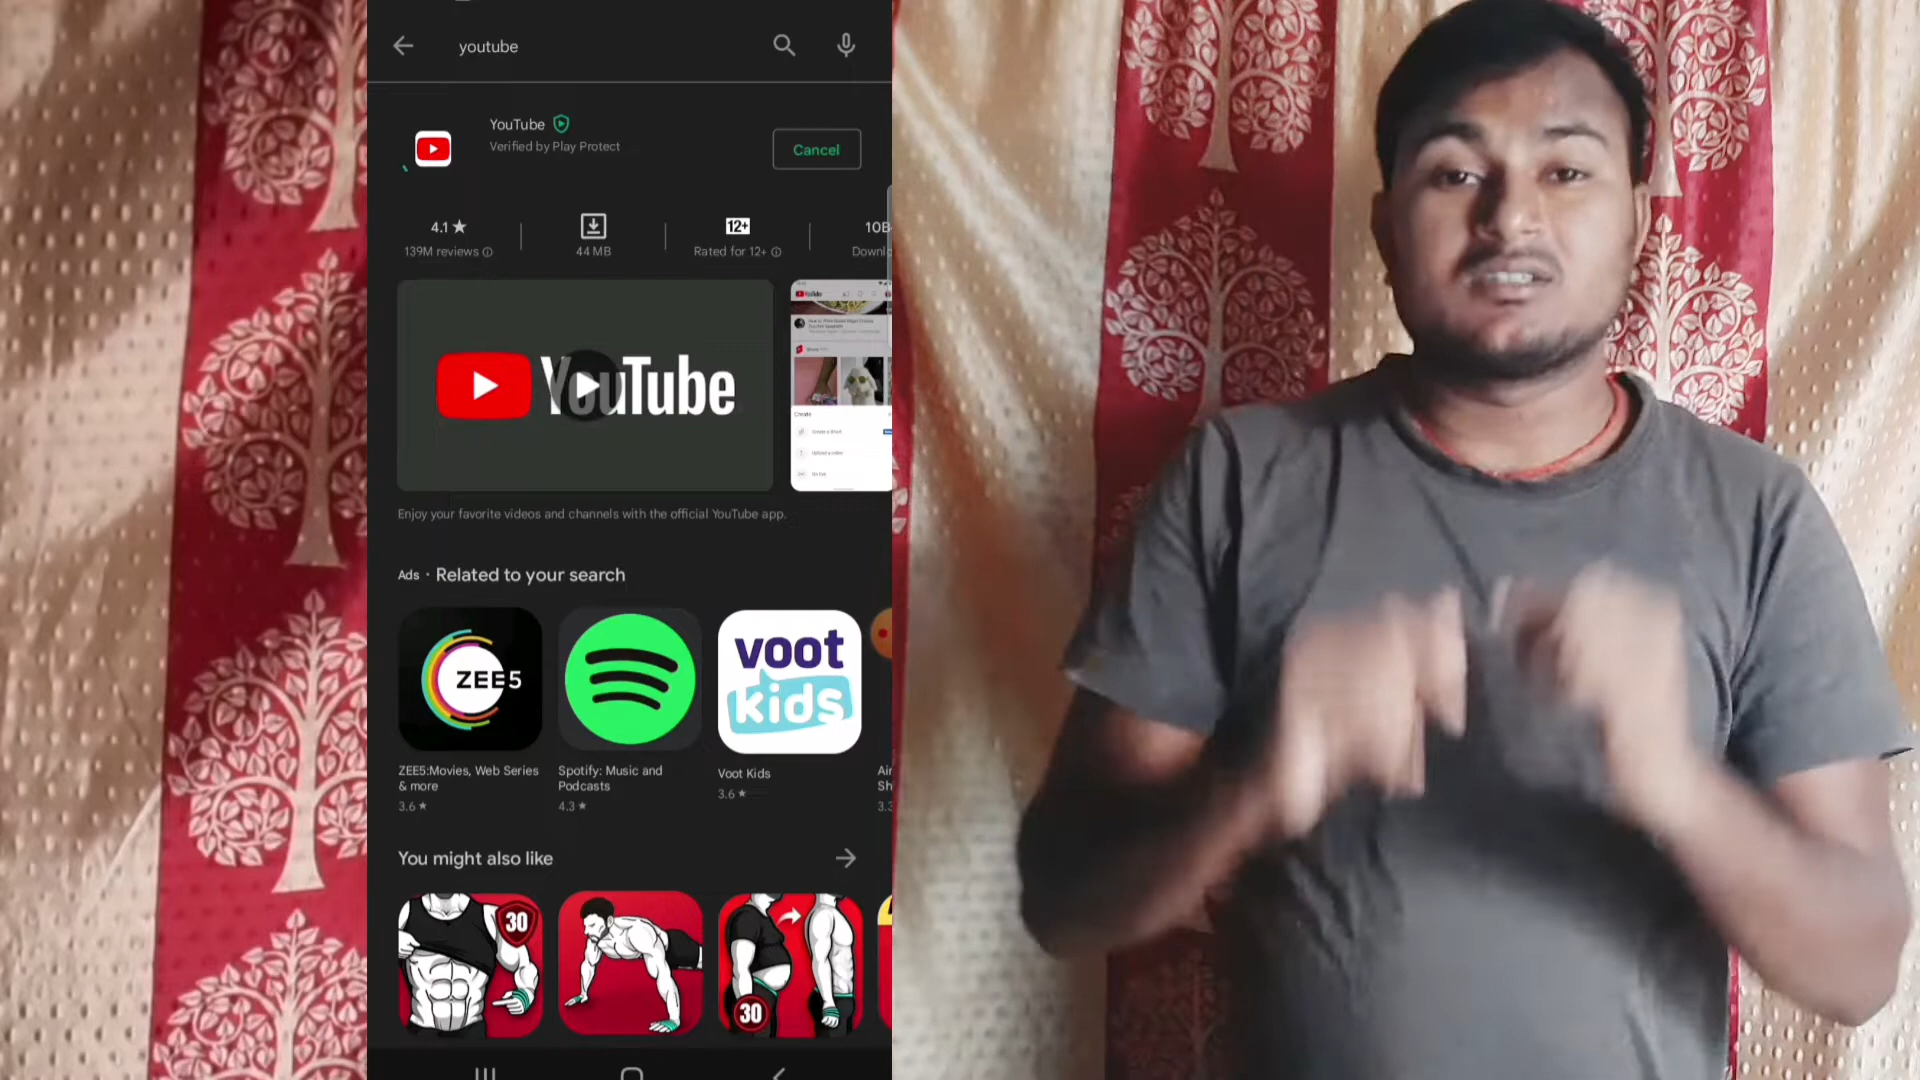 youtube
YouTube
Verified by Play Protect
Cancel
4.1 ★
139M reviews
44 MB
12+
Rated for 12+
10B
YouTube
Create
Enjoy your favorite videos and channels with the official YouTube app.
Ads · Related to your search
ZEE5
voot
kids
ZEE5:Movies, Web Series
& more
3.6 ★
Spotify: Music and
Podcasts
4.3 ★
Voot Kids
3.6 ★
You might also like
30
30